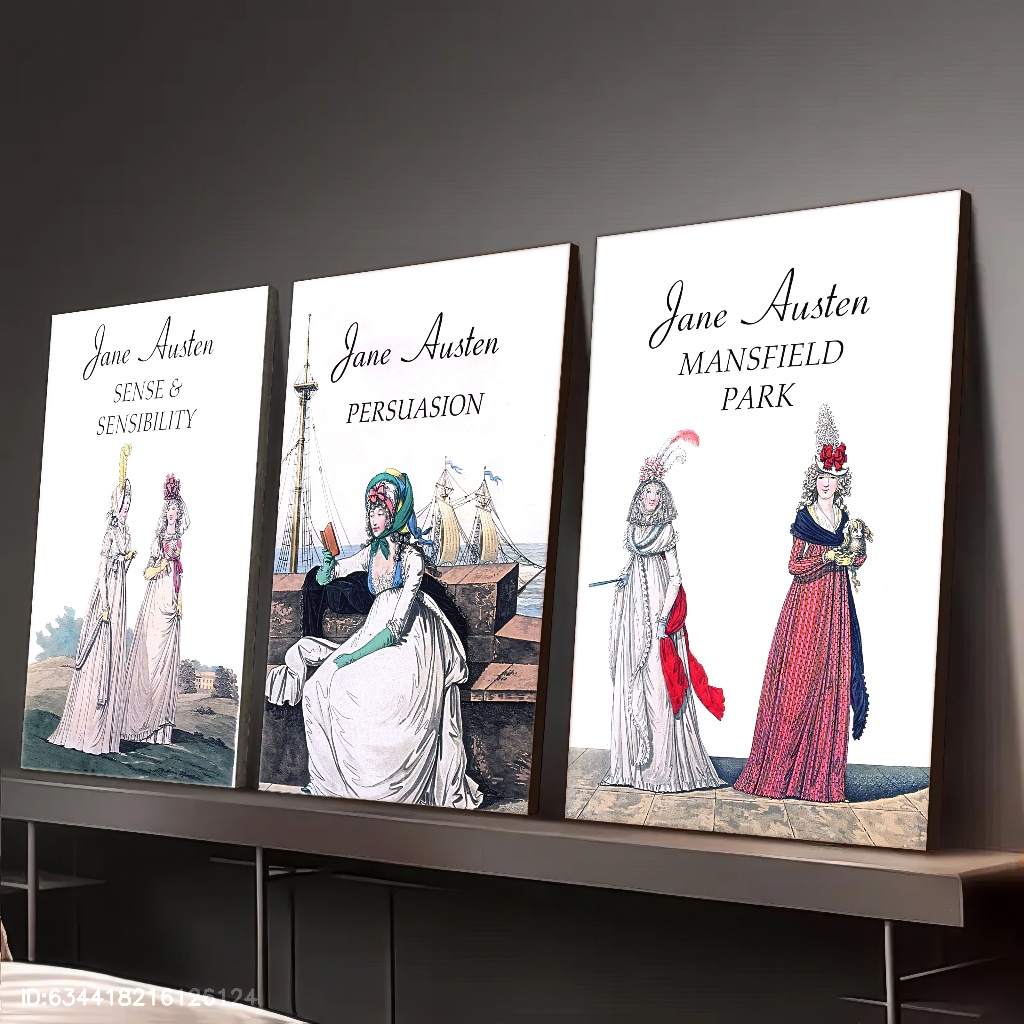 Jane Austen
SENSE &
SENSIBILITY
Jane Austen
PERSUASION
Jane Austen
MANSFIELD
PARK
ID:634418216126124